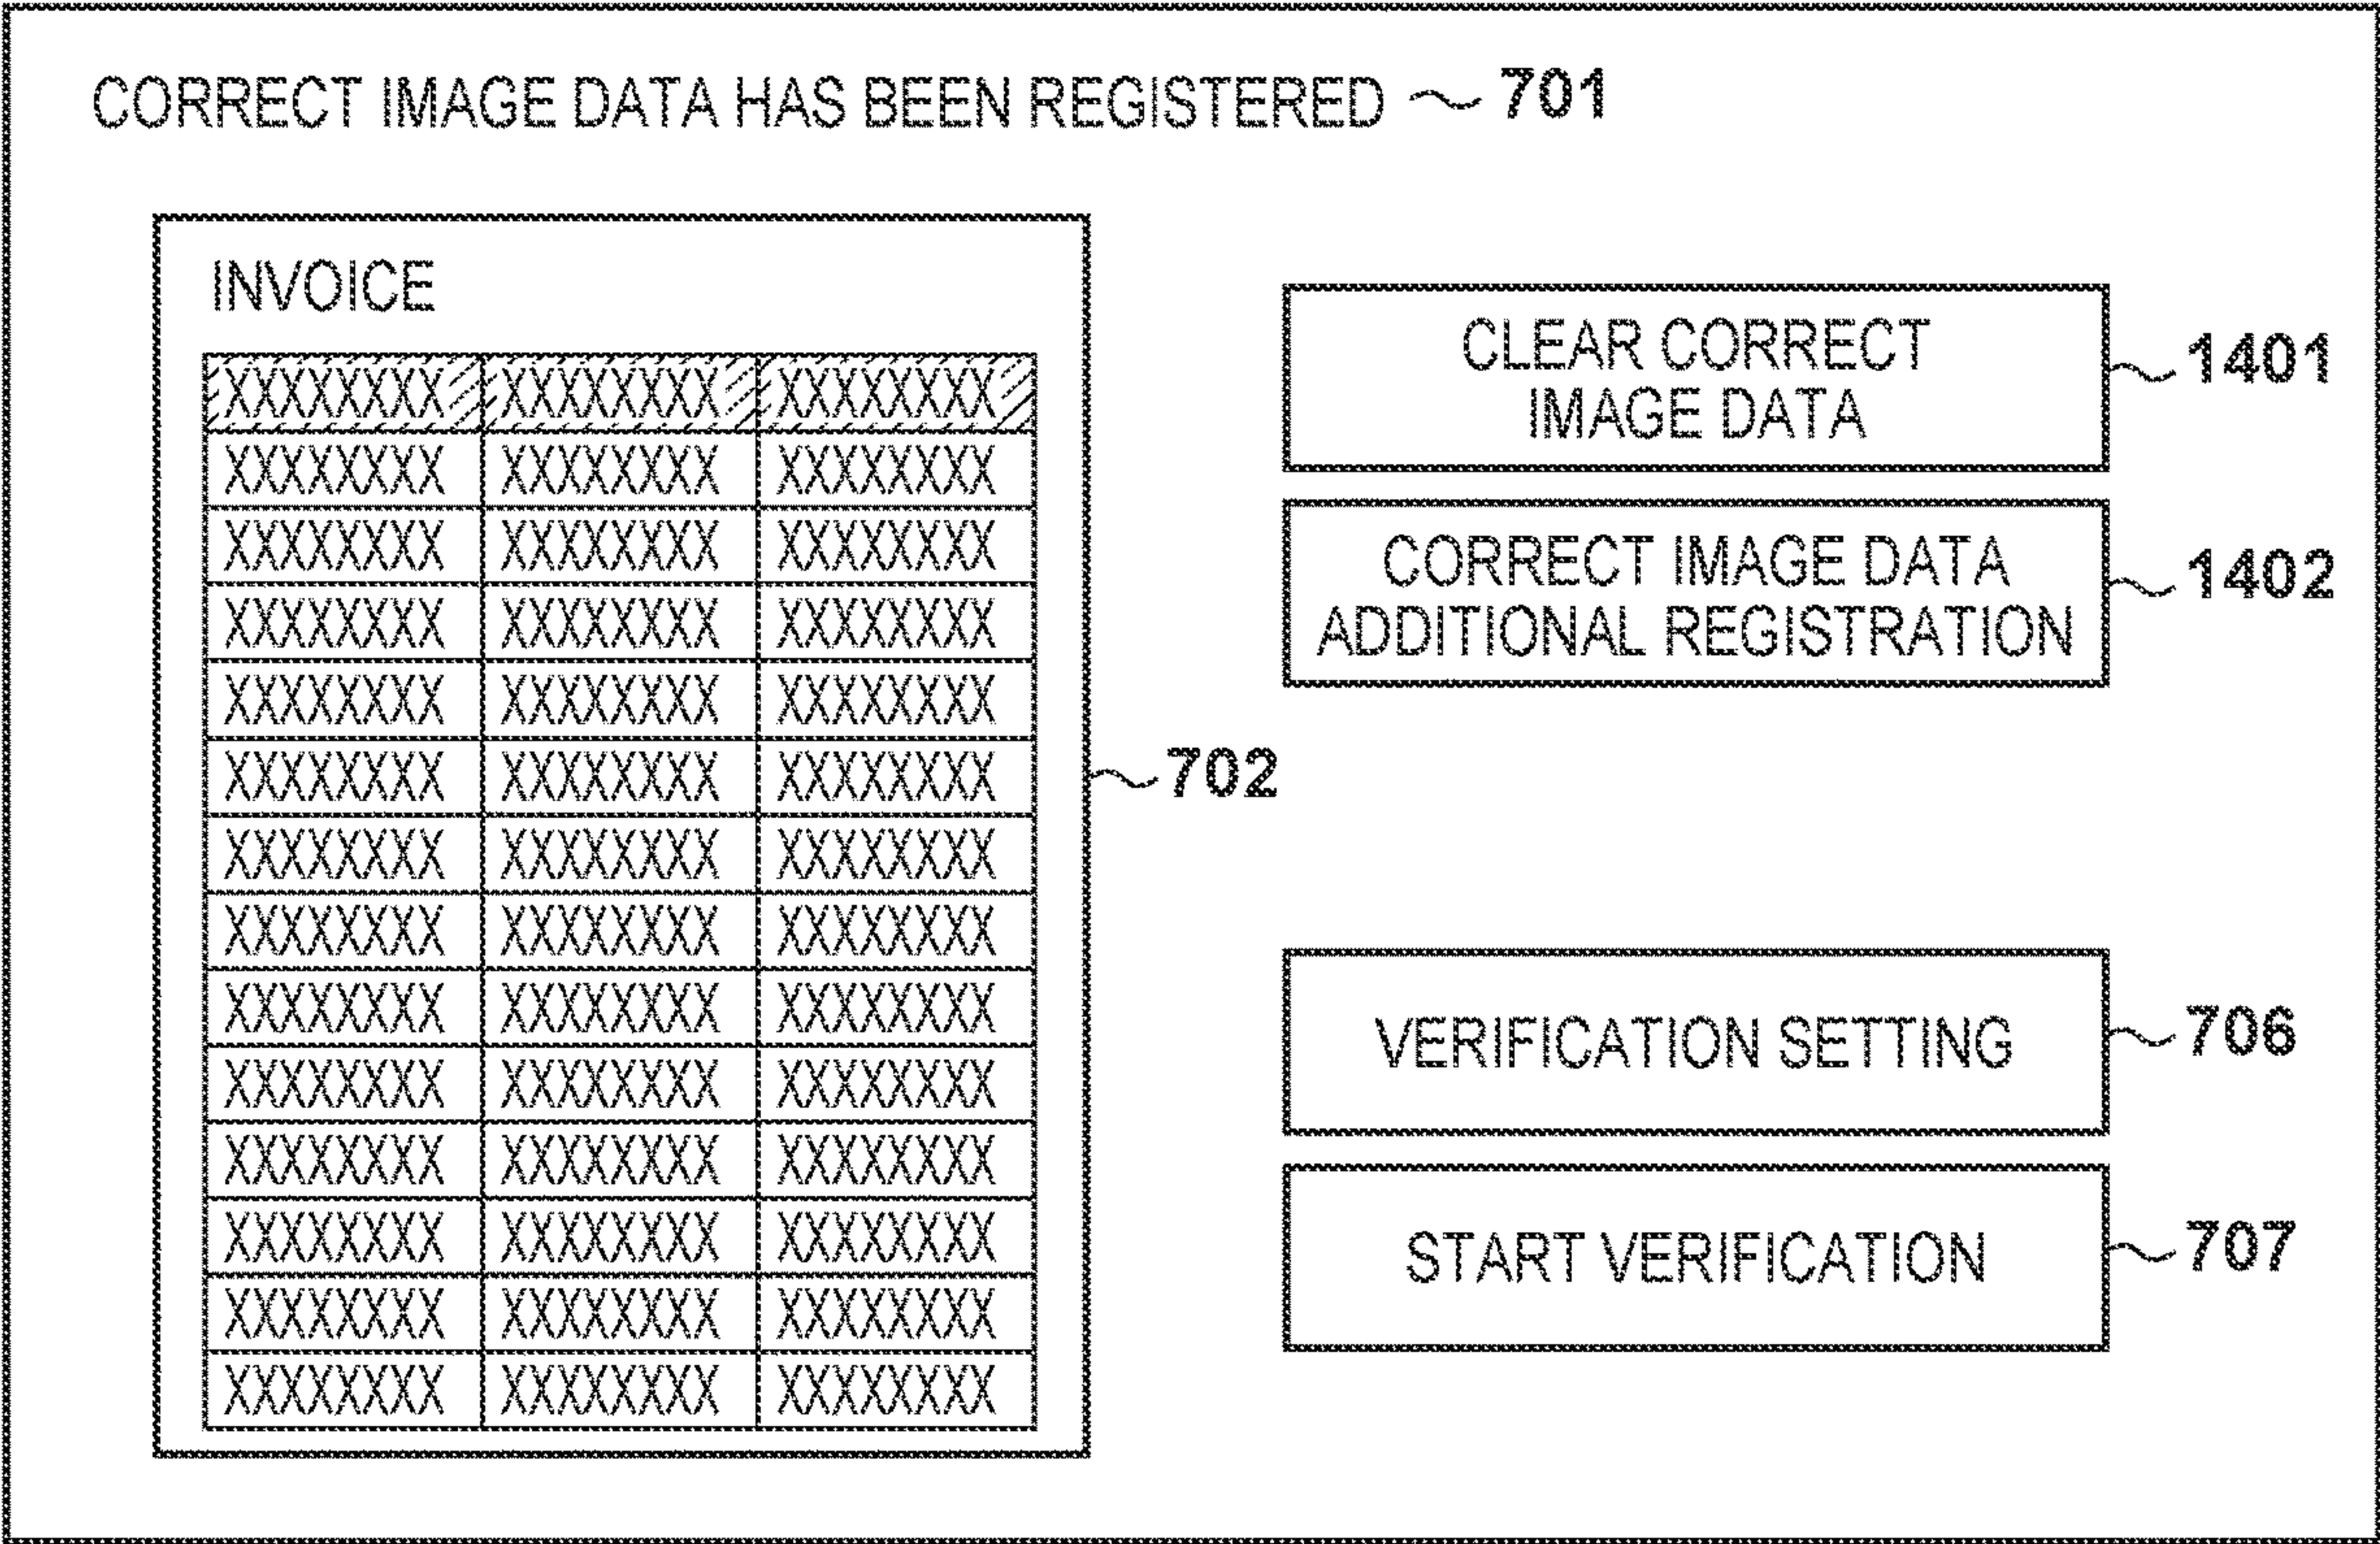 CORRECT IMAGE DATA HAS BEEN REGISTERED 701
INVOICE
XXXXXXXX XXXXXXXX XXXXXXXX
XXXXXXXX XXXXXXXX XXXXXXXX
XXXXXXXX XXXXXXXX XXXXXXXX
XXXXXXXX XXXXXXXX XXXXXXXX
XXXXXXXX XXXXXXXX XXXXXXXX
XXXXXXXX XXXXXXXX XXXXXXXX
XXXXXXXX XXXXXXXX XXXXXXXX
XXXXXXXX XXXXXXXX XXXXXXXX
XXXXXXXX XXXXXXXX XXXXXXXX
XXXXXXXX XXXXXXXX XXXXXXXX
XXXXXXXX XXXXXXXX XXXXXXXX
XXXXXXXX XXXXXXXX XXXXXXXX
XXXXXXXX XXXXXXXX XXXXXXXX
XXXXXXXX XXXXXXXX XXXXXXXX
702
CLEAR CORRECT
IMAGE DATA
1401
CORRECT IMAGE DATA
ADDITIONAL REGISTRATION
1402
VERIFICATION SETTING
706
START VERIFICATION
707